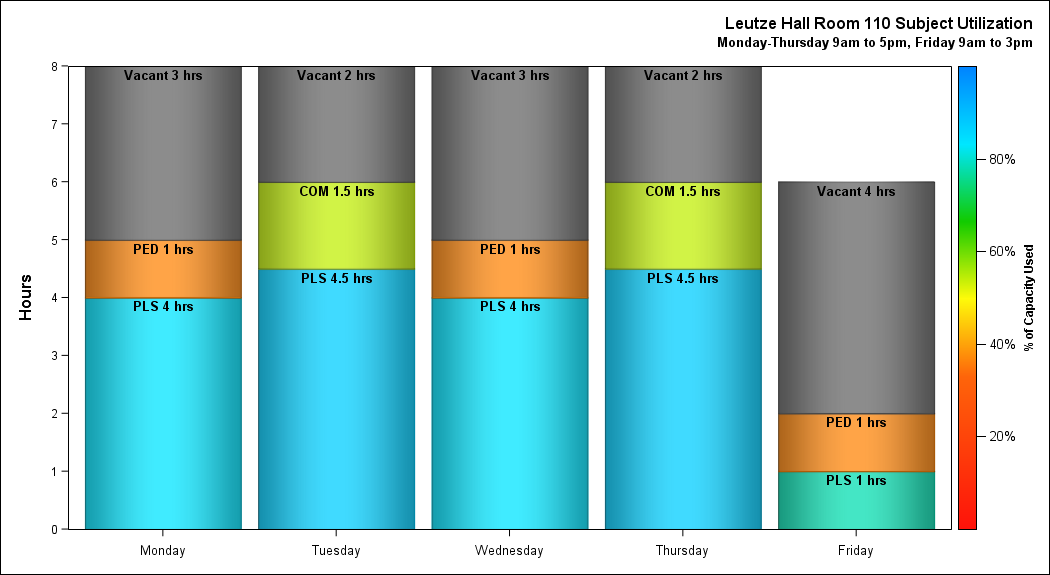 Leutze Hall Room 110 Subject Utilization
Monday-Thursday 9am to 5pm, Friday 9am to 3pm
Hours
8
7
6
5
4
3
2
1
0
Vacant 3 hrs
PED 1 hrs
PLS 4 hrs
Vacant 2 hrs
COM 1.5 hrs
PLS 4.5 hrs
Vacant 3 hrs
PED 1 hrs
PLS 4 hrs
Vacant 2 hrs
COM 1.5 hrs
PLS 4.5 hrs
Vacant 4 hrs
PED 1 hrs
PLS 1 hrs
Monday
Tuesday
Wednesday
Thursday
Friday
80%
60%
40%
20%
% of Capacity Used